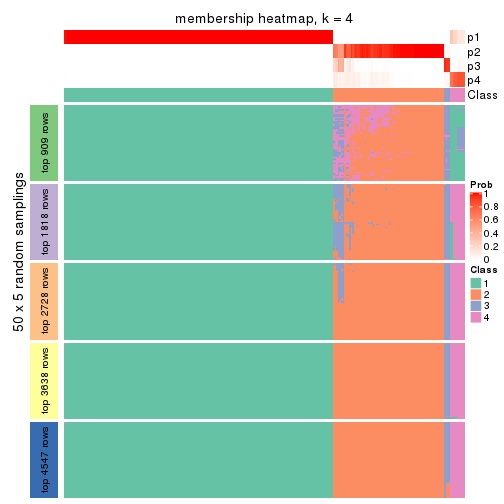 membership heatmap, k = 4
p1
p2
p3
p4
Class
50 x 5 random samplings
top 909 rows
top 1818 rows
top 2728 rows
top 3638 rows
top 4547 rows
Prob
1
0.8
0.6
0.4
0.2
0
Class
1
2
3
4